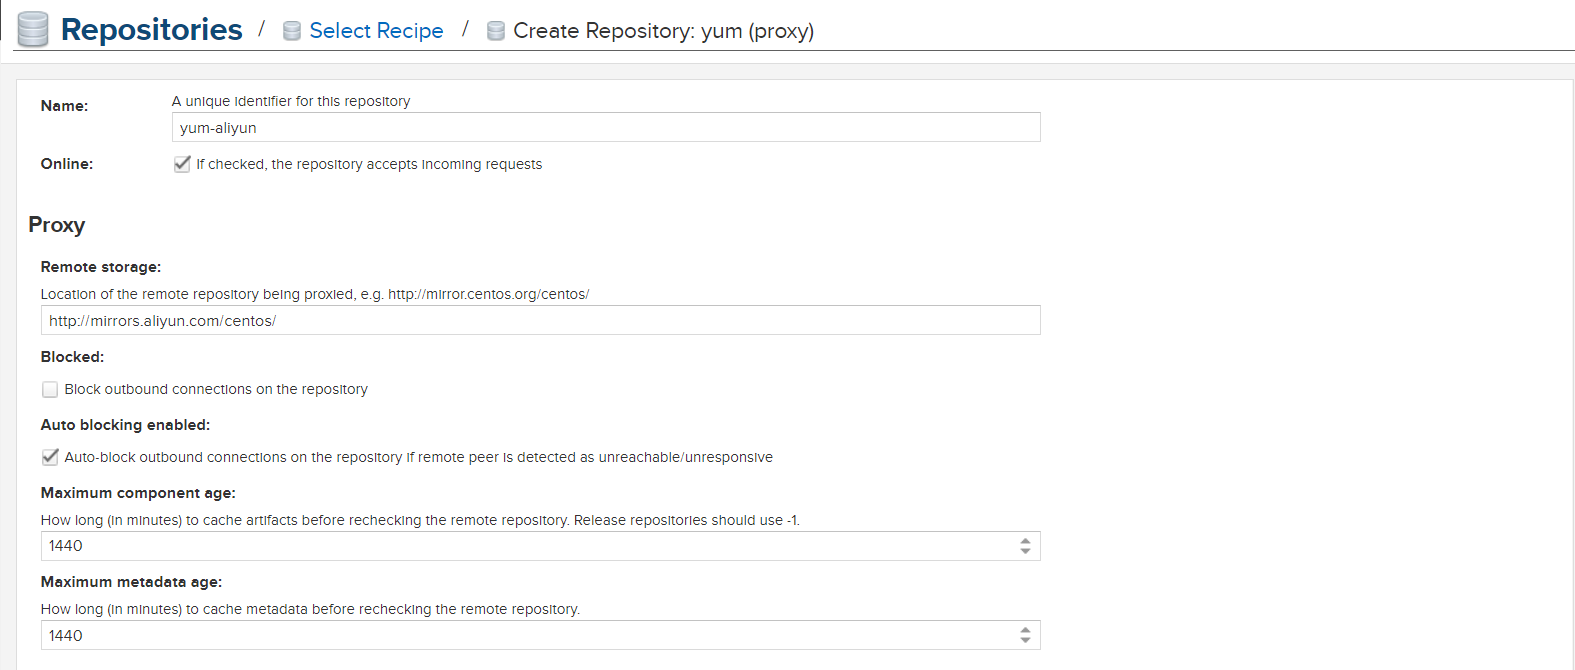 Repositories / Select Recipe / Create Repository: yum (proxy)
Name:
A unique identifier for this repository
yum-aliyun
Online:
If checked, the repository accepts incoming requests
Proxy
Remote storage:
Location of the remote repository being proxied, e.g. http://mirror.centos.org/centos/
http://mirrors.aliyun.com/centos/
Blocked:
Block outbound connections on the repository
Auto blocking enabled:
Auto-block outbound connections on the repository if remote peer is detected as unreachable/unresponsive
Maximum component age:
How long (in minutes) to cache artifacts before rechecking the remote repository. Release repositories should use -1.
1440
Maximum metadata age:
How long (in minutes) to cache metadata before rechecking the remote repository.
1440